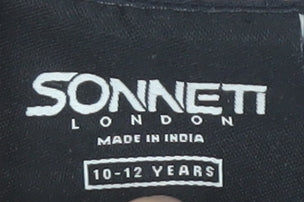 SONNETI
LONDON
MADE IN INDIA
10-12 YEARS